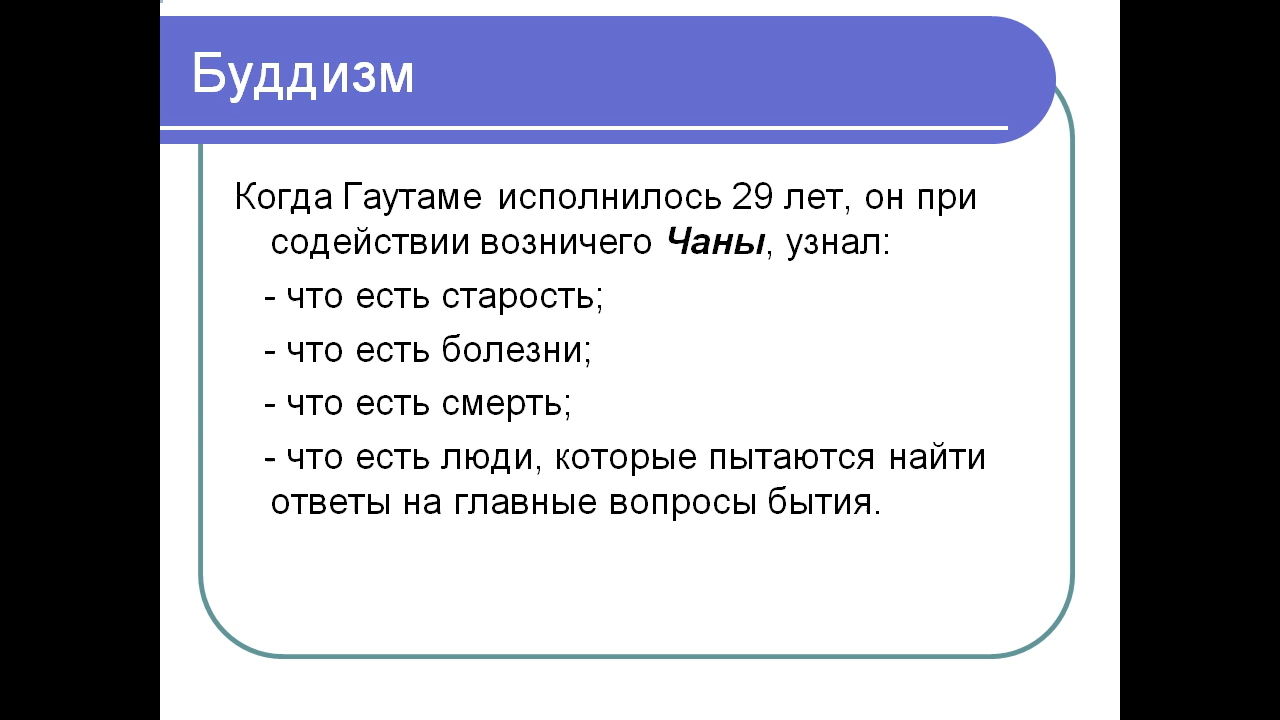 Буддизм
Когда Гаутаме исполнилось 29 лет, он при
содействии возничего Чаны, узнал:
- что есть старость;
- что есть болезни;
- что есть смерть;
- что есть люди, которые пытаются найти
ответы на главные вопросы бытия.